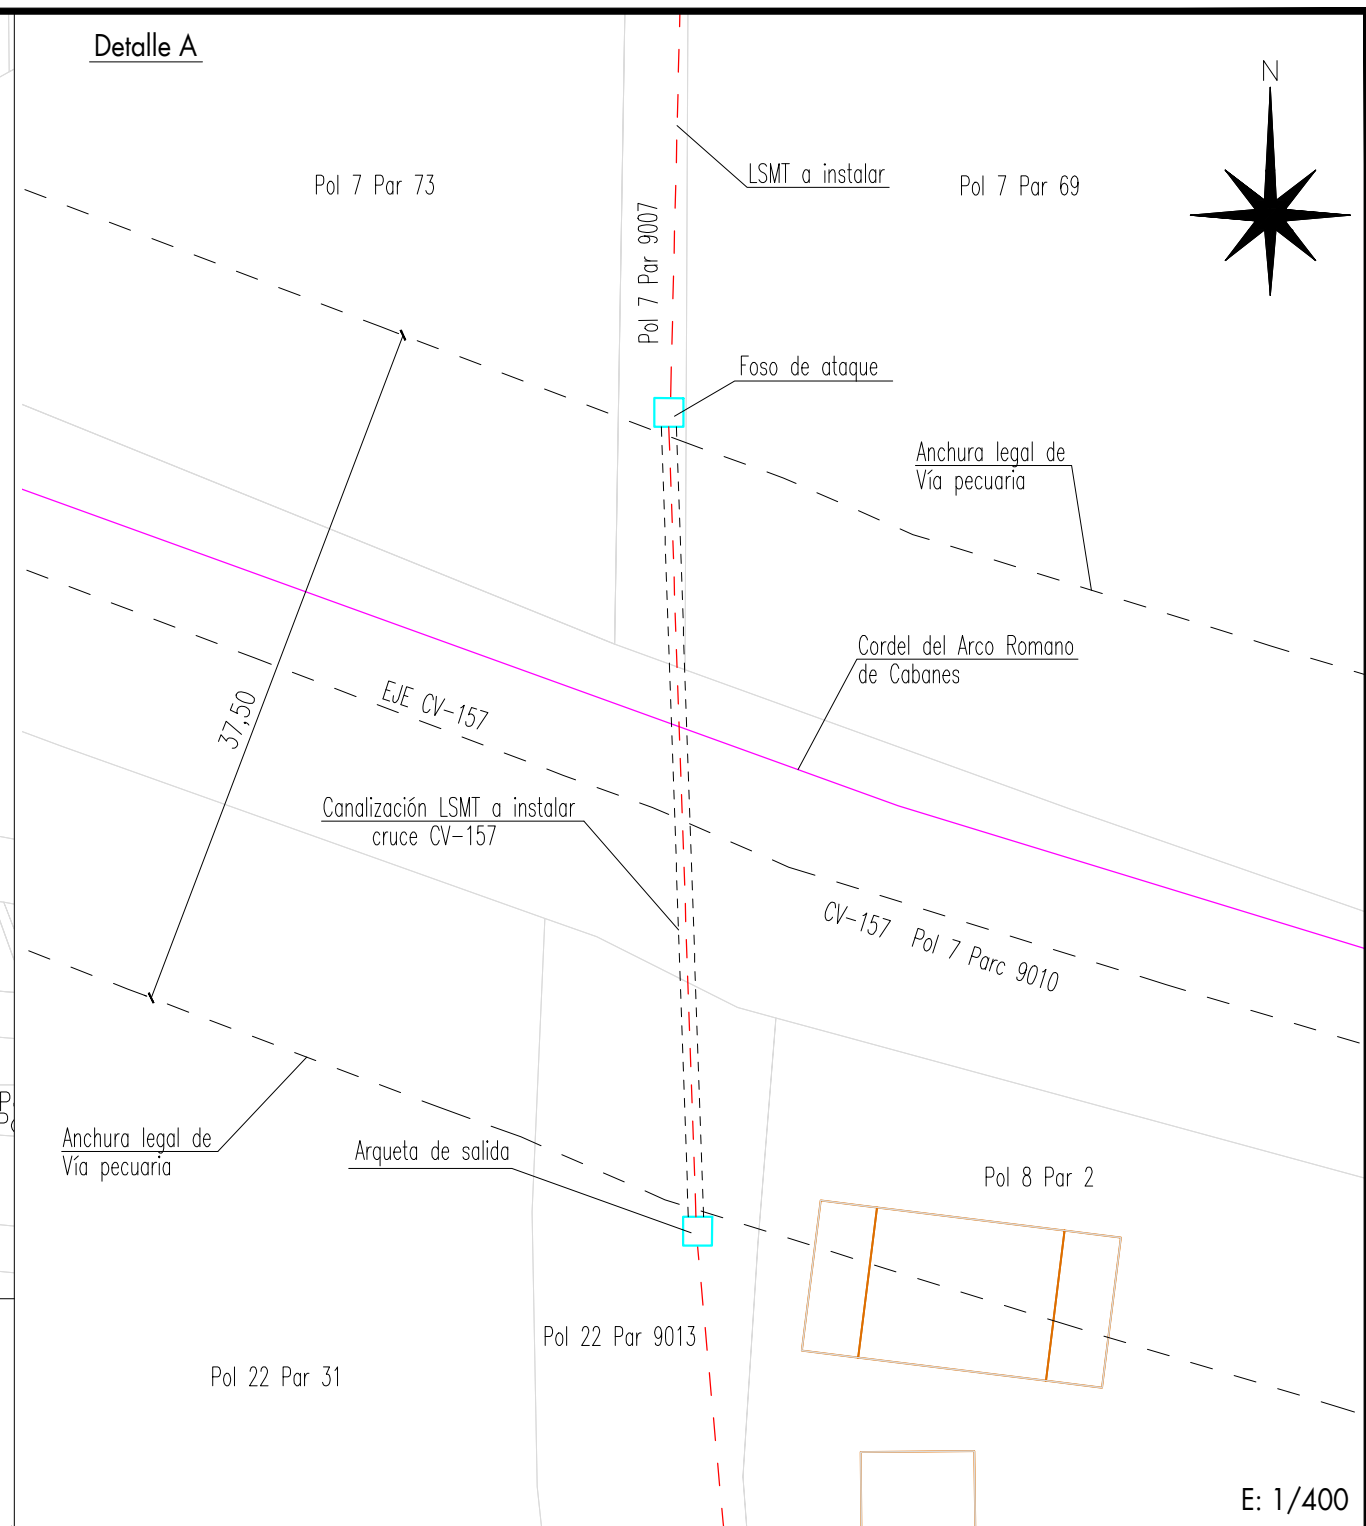 Detalle A
N
Pol 7 Par 73
LSMT a instalar
Pol 7 Par 69
Pol 7 Par 9007
Foso de ataque
Anchura legal de
Vía pecuaria
Cordel del Arco Romano
de Cabanes
EJE CV-157
37,50
Canalización LSMT a instalar
cruce CV-157
CV-157 Pol 7 Parc 9010
Anchura legal de
Vía pecuaria
Arqueta de salida
Pol 8 Par 2
Pol 22 Par 9013
Pol 22 Par 31
E: 1/400